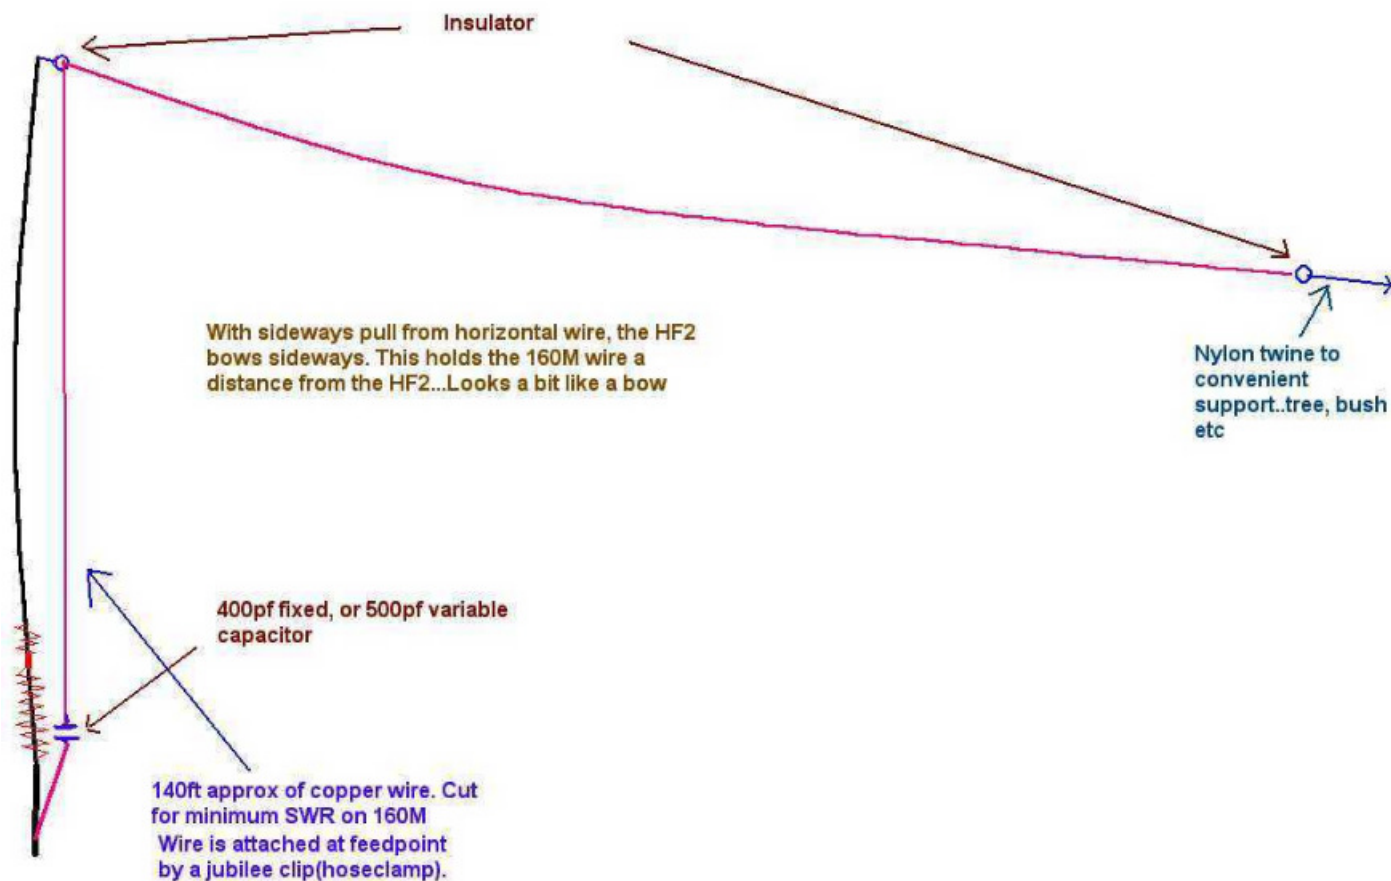 Insulator
With sideways pull from horizontal wire, the HF2
bows sideways. This holds the 160M wire a
distance from the HF2...Looks a bit like a bow
Nylon twine to
convenient
support..tree, bush
etc
400pf fixed, or 500pf variable
capacitor
140ft approx of copper wire. Cut
for minimum SWR on 160M
Wire is attached at feedpoint
by a jubilee clip(hoseclamp).